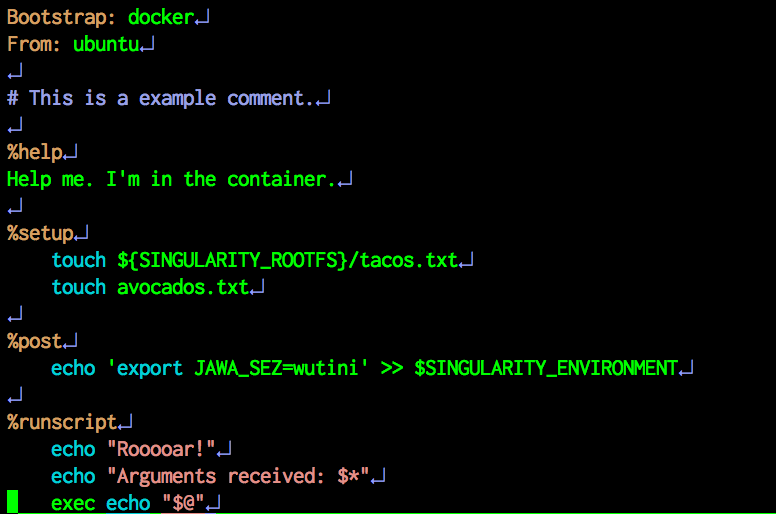 Bootstrap: docker↵
From: ubuntu↵
↵
# This is a example comment.↵
↵
%help↵
Help me. I'm in the container.↵
↵
%setup↵
    touch ${SINGULARITY_ROOTFS}/tacos.txt↵
    touch avocados.txt↵
↵
%post↵
    echo 'export JAWA_SEZ=wutini' >> $SINGULARITY_ENVIRONMENT↵
↵
%runscript↵
    echo "Rooooar!"↵
    echo "Arguments received: $*"↵
    exec echo "$@"↵